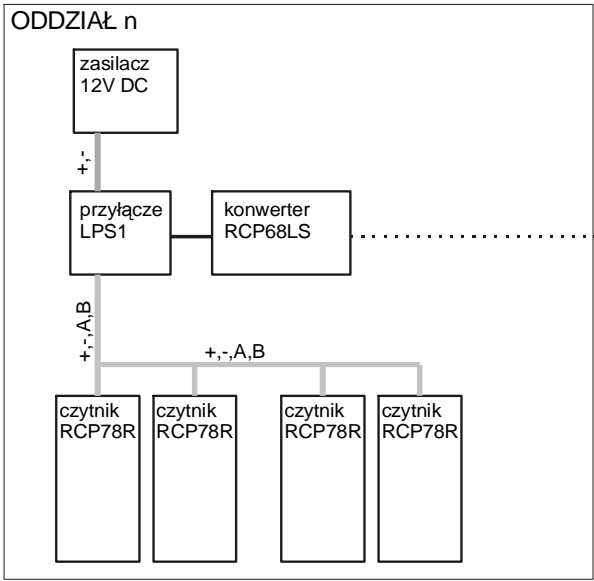 ODDZIAŁ n
zasilacz
12V DC
+,-
przyłącze
LPS1
konwerter
RCP68LS
+,-,A,B
+,-,A,B
czytnik
RCP78R
czytnik
RCP78R
czytnik
RCP78R
czytnik
RCP78R